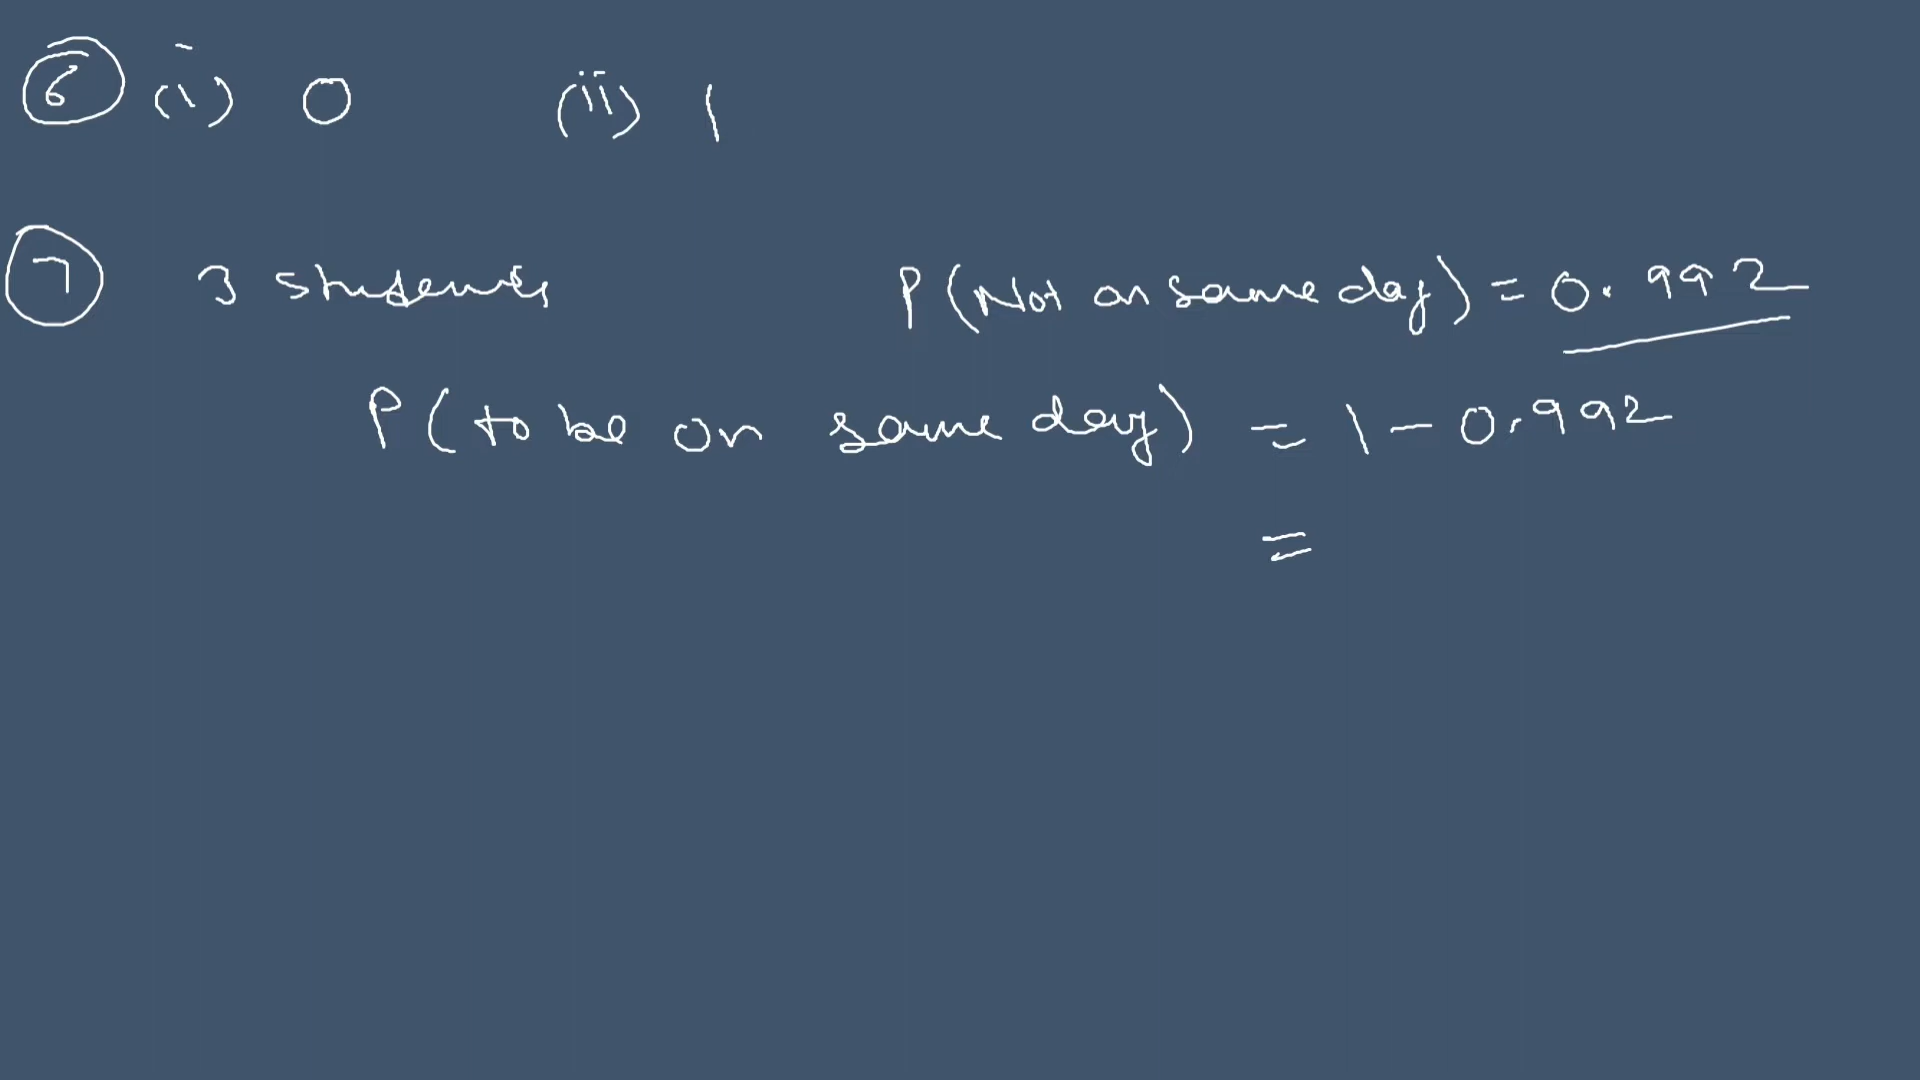 6 (i) 0 (ii) 1
7 3 students P (Not on same day) = 0.992
P (to be on same day) = 1 - 0.992
=